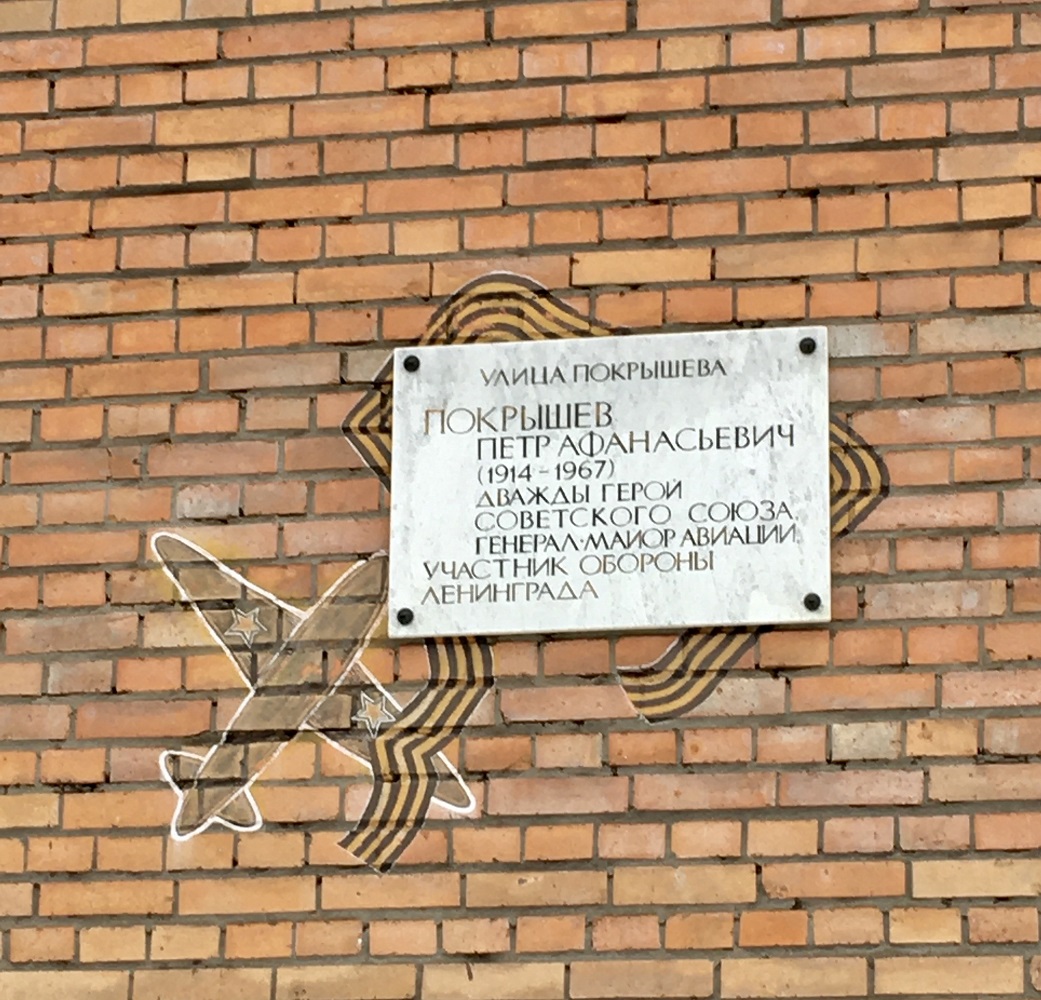 УЛИЦА ПОКРЫШЕВА
ПОКРЫШЕВ
ПЕТР АФАНАСЬЕВИЧ
(1914-1967)
ДВАЖДЫ ГЕРОЙ
СОВЕТСКОГО СОЮЗА,
ГЕНЕРАЛ-МАЙОР АВИАЦИИ,
УЧАСТНИК ОБОРОНЫ
ЛЕНИНГРАДА